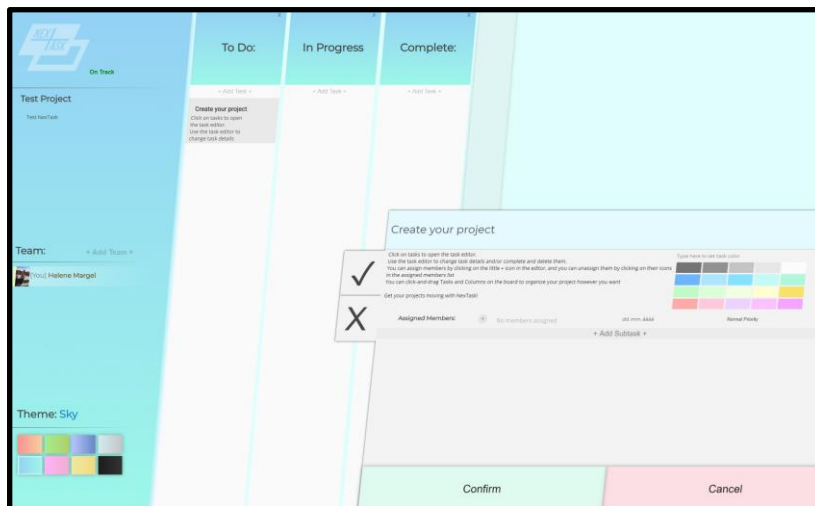 NEXT
TASK
On Track
Test Project
Test NexTask
Team:
+ Add Team +
(You) Helene Margel
Theme: Sky
x
To Do:
+ Add Task +
Create your project
Click on tasks to open
the task editor.
Use the task editor to
change task details
x
In Progress
+ Add Task +
x
Complete:
+ Add Task +
Create your project
Click on tasks to open the task editor.
Use the task editor to change task details and/or complete and delete them.
You can assign members by clicking on the little + icon in the editor, and you can unassign them by clicking on their icons
in the assigned members list
You can click-and-drag Tasks and Columns on the board to organize your project however you want
Get your projects moving with NexTask!
Type here to set task color
Assigned Members:
+
No members assigned
Normal Priority
+ Add Subtask +
✓
X
Confirm
Cancel